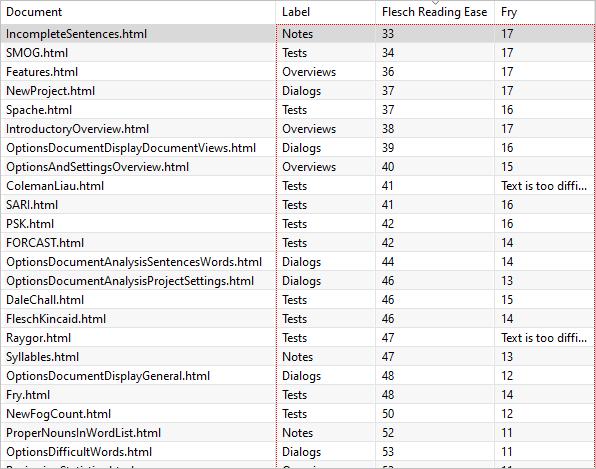 Document Label Flesch Reading Ease Fry
IncompleteSentences.html Notes 33 17
SMOG.html Tests 34 17
Features.html Overviews 36 17
NewProject.html Dialogs 37 17
Spache.html Tests 37 16
IntroductoryOverview.html Overviews 38 17
OptionsDocumentDisplayDocumentViews.html Dialogs 39 16
OptionsAndSettingsOverview.html Overviews 40 15
ColemanLiau.html Tests 41 Text is too diffi...
SARI.html Tests 41 16
PSK.html Tests 42 16
FORCAST.html Tests 42 14
OptionsDocumentAnalysisSentencesWords.html Dialogs 44 14
OptionsDocumentAnalysisProjectSettings.html Dialogs 46 13
DaleChall.html Tests 46 15
FleschKincaid.html Tests 46 14
Raygor.html Tests 47 Text is too diffi...
Syllables.html Notes 47 13
OptionsDocumentDisplayGeneral.html Dialogs 48 12
Fry.html Tests 48 14
NewFogCount.html Tests 50 12
ProperNounsInWordList.html Notes 52 11
OptionsDifficultWords.html Dialogs 53 11